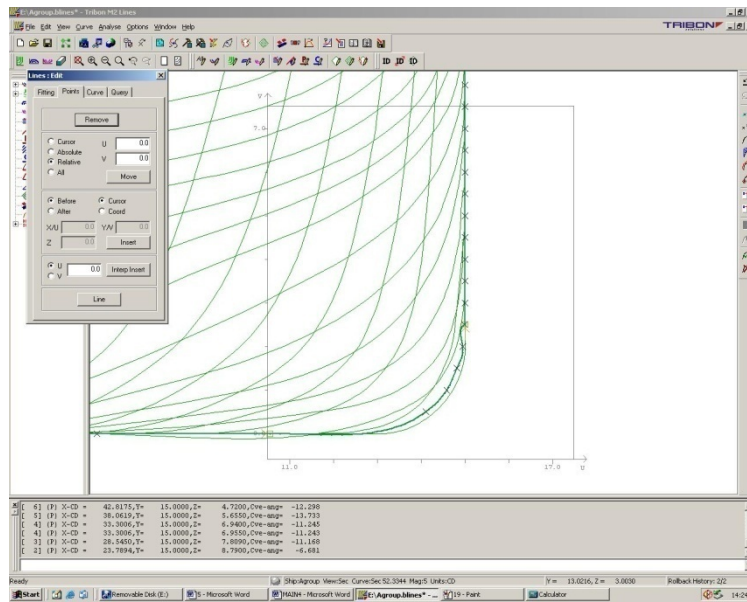 E:\Agroup.blines* - Tribon M2 Lines
File Edit View Curve Analyse Options Window Help
TRIBON
Lines : Edit
Fitting Points Curve Query
Remove
Cursor
Absolute
Relative
All
U 0.0
V 0.0
Move
Before
After
Cursor
Coord
X/U 0.0 Y/V 0.0
Z 0.0 Insert
U
V
0.0 Interp Insert
Line
V
7.0
11.0 17.0 U
[ 6] (P) X-CD = 42.8175,Y= 15.0000,Z= 4.7200,Cve-ang= -12.298
[ 5] (P) X-CD = 38.0619,Y= 15.0000,Z= 5.6550,Cve-ang= -13.733
[ 4] (P) X-CD = 33.3006,Y= 15.0000,Z= 6.9400,Cve-ang= -11.245
[ 4] (P) X-CD = 33.3006,Y= 15.0000,Z= 6.9550,Cve-ang= -11.243
[ 3] (P) X-CD = 28.5450,Y= 15.0000,Z= 7.8090,Cve-ang= -11.168
[ 2] (P) X-CD = 23.7894,Y= 15.0000,Z= 8.7900,Cve-ang= -6.681
Ready
Ship:Agroup View:Sec Curve:Sec 52.3344 Mag:5 Units:CD
Y = 13.0216, Z = 3.0030
Rollback History: 2/2
Start
Removable Disk (E:)
5 - Microsoft Word
MAIN4 - Microsoft Word
E:\Agroup.blines* - ...
19 - Paint
Calculator
14:24